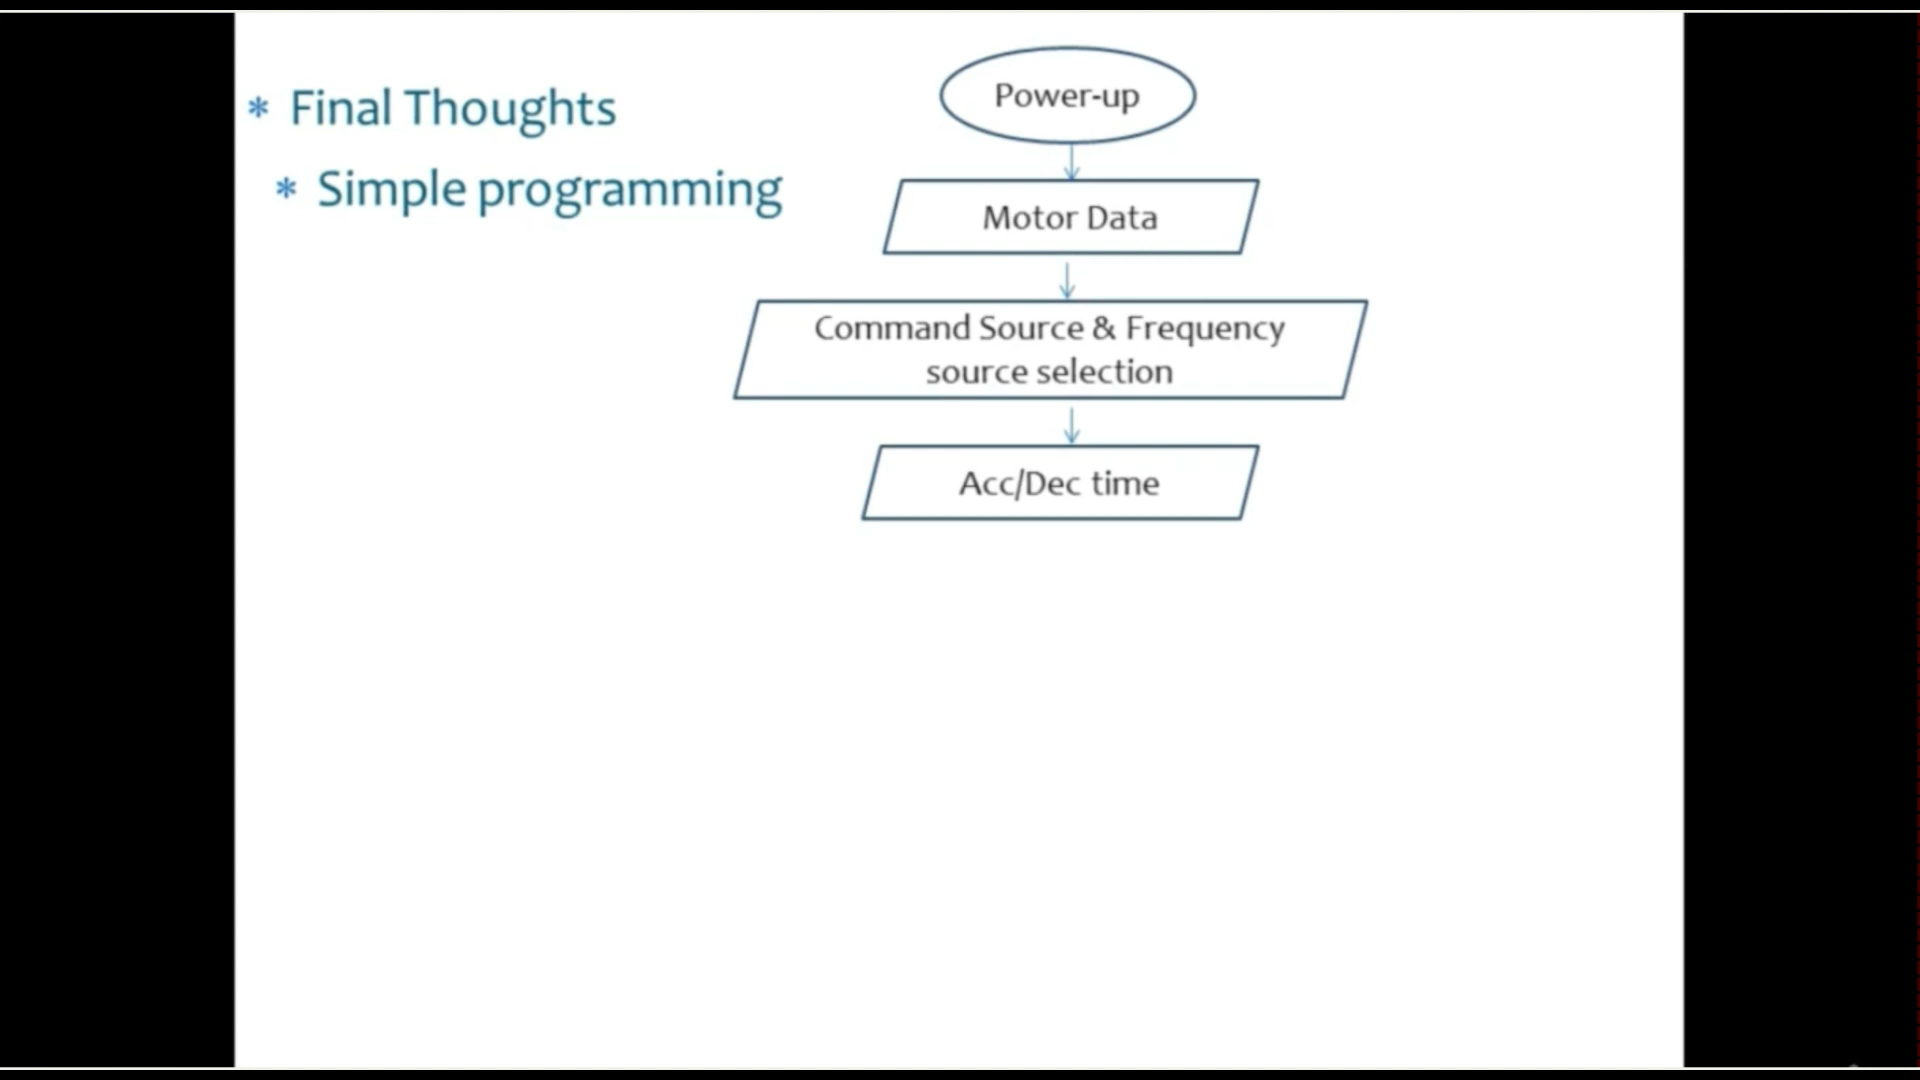 * Final Thoughts
* Simple programming
Power-up
Motor Data
Command Source & Frequency
source selection
Acc/Dec time